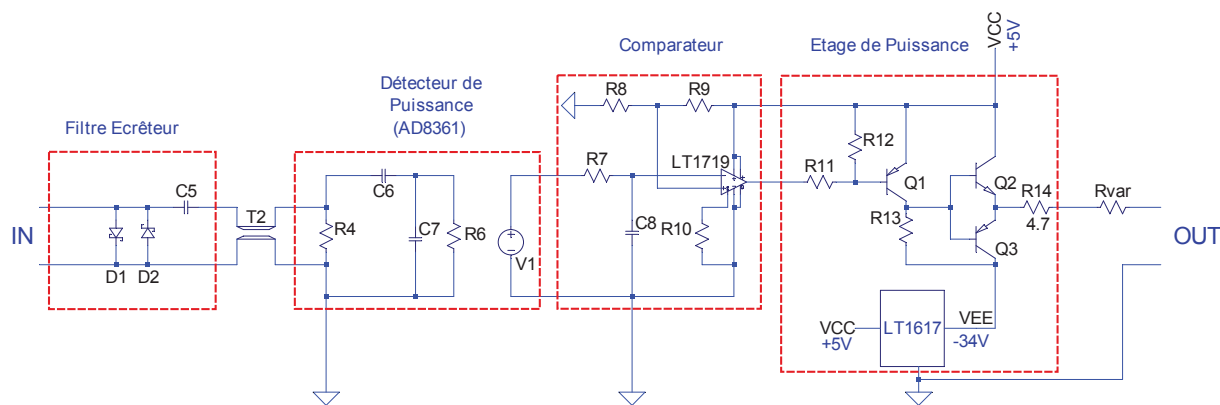 Filtre Ecrêteur
Détecteur de
Puissance
(AD8361)
Comparateur
Etage de Puissance
VCC
+5V
IN
D1
D2
C5
T2
R4
C6
C7
R6
V1
R7
C8
R8
R9
LT1719
R10
R11
R12
Q1
R13
Q2
Q3
R14
4.7
Rvar
OUT
VCC
+5V
LT1617
VEE
-34V